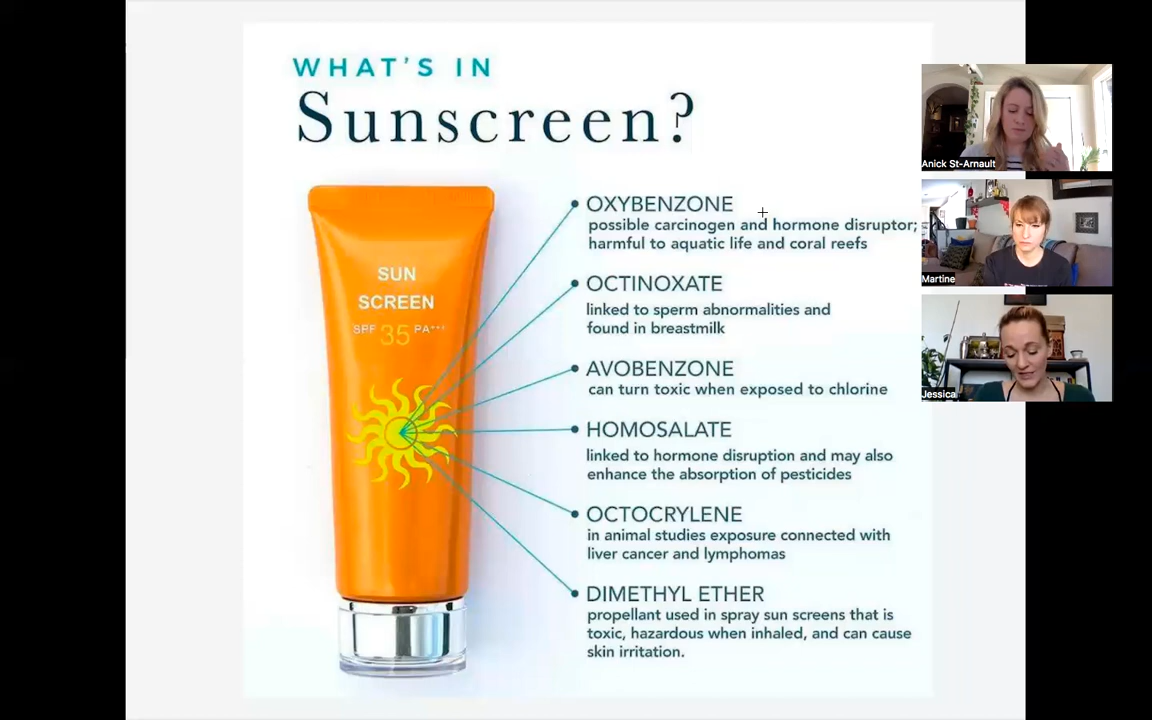 WHAT'S IN
Sunscreen?
SUN
SCREEN
SPF 35 PA+++
OXYBENZONE
possible carcinogen and hormone disruptor;
harmful to aquatic life and coral reefs
OCTINOXATE
linked to sperm abnormalities and
found in breastmilk
AVOBENZONE
can turn toxic when exposed to chlorine
HOMOSALATE
linked to hormone disruption and may also
enhance the absorption of pesticides
OCTOCRYLENE
in animal studies exposure connected with
liver cancer and lymphomas
DIMETHYL ETHER
propellant used in spray sun screens that is
toxic, hazardous when inhaled, and can cause
skin irritation.
Anick St-Arnault
Martine
Jessica